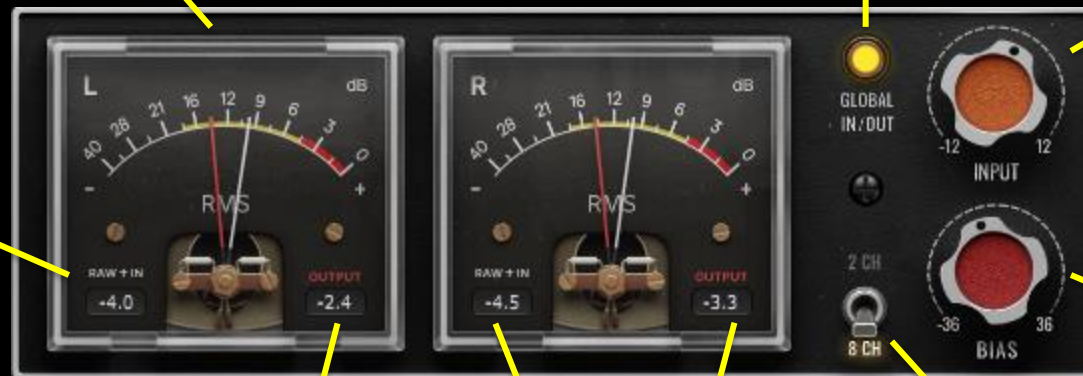 L
dB
40 28 21 16 12 9 6 3 0
- +
RMS
RAW+IN
-4.0
OUTPUT
-2.4
R
dB
40 28 21 16 12 9 6 3 0
- +
RMS
RAW+IN
-4.5
OUTPUT
-3.3
GLOBAL
IN/OUT
2 CH
8 CH
-12 12
INPUT
-36 36
BIAS